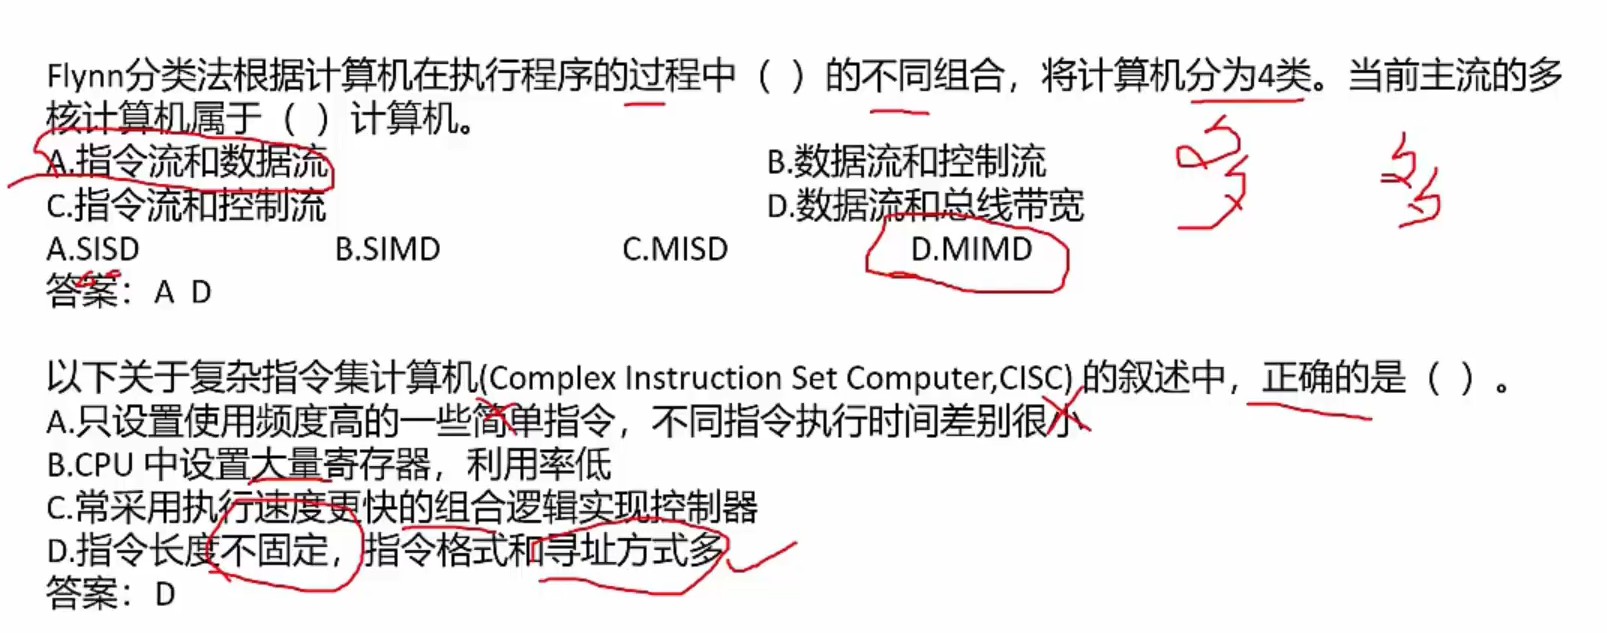 Flynn分类法根据计算机在执行程序的过程中（ ）的不同组合，将计算机分为4类。当前主流的多
核计算机属于（ ）计算机。
A.指令流和数据流 B.数据流和控制流
C.指令流和控制流 D.数据流和总线带宽
A.SISD B.SIMD C.MISD D.MIMD
答案：A D
以下关于复杂指令集计算机(Complex Instruction Set Computer,CISC) 的叙述中，正确的是（ ）。
A.只设置使用频度高的一些简单指令，不同指令执行时间差别很小
B.CPU 中设置大量寄存器，利用率低
C.常采用执行速度更快的组合逻辑实现控制器
D.指令长度不固定，指令格式和寻址方式多
答案：D